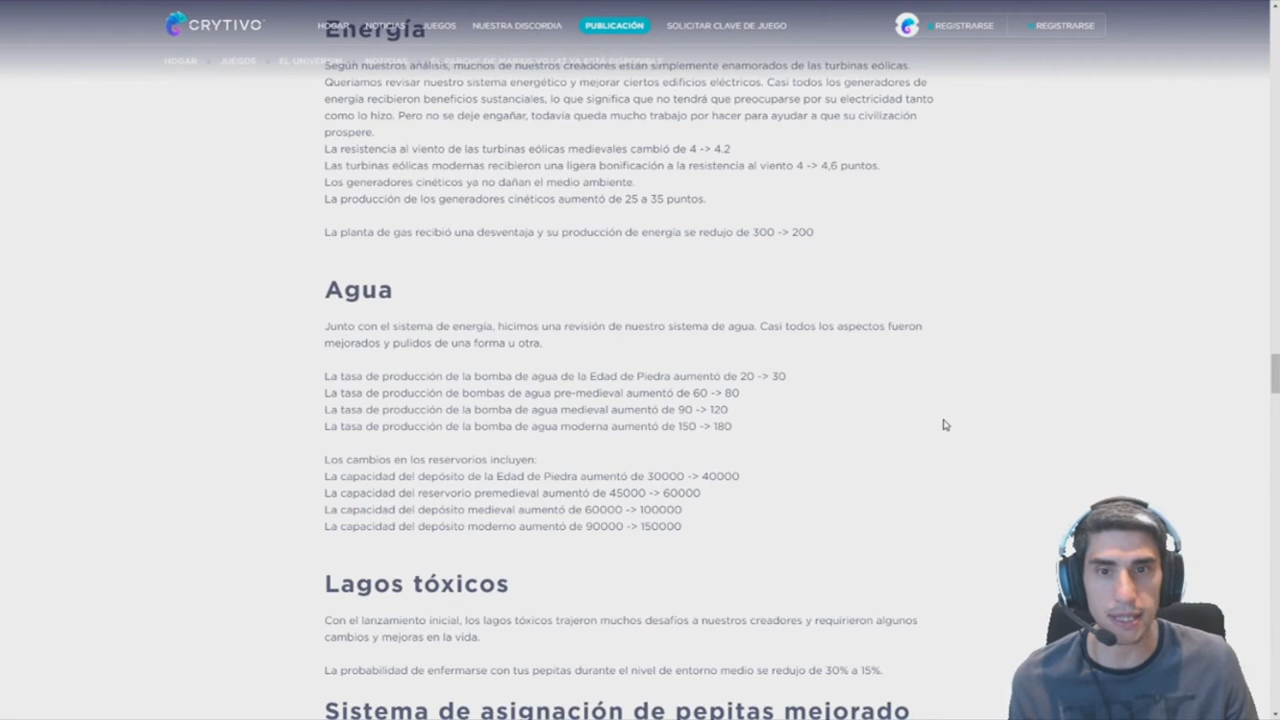 CRYTIVO
HOGAR NOTICIAS JUEGOS NUESTRA DISCORDIA PUBLICACIÓN SOLICITAR CLAVE DE JUEGO REGISTRARSE REGISTRARSE
Energía
HOGAR JUEGOS
Según nuestros análisis, muchos de nuestros creadores están simplemente enamorados de las turbinas eólicas.
Queríamos revisar nuestro sistema energético y mejorar ciertos edificios eléctricos. Casi todos los generadores de
energía recibieron beneficios sustanciales, lo que significa que no tendrá que preocuparse por su electricidad tanto
como lo hizo. Pero no se deje engañar, todavía queda mucho trabajo por hacer para ayudar a que su civilización
prospere.
La resistencia al viento de las turbinas eólicas medievales cambió de 4 -> 4.2
Las turbinas eólicas modernas recibieron una ligera bonificación a la resistencia al viento 4 -> 4,6 puntos.
Los generadores cinéticos ya no dañan el medio ambiente.
La producción de los generadores cinéticos aumentó de 25 a 35 puntos.
La planta de gas recibió una desventaja y su producción de energía se redujo de 300 -> 200
Agua
Junto con el sistema de energía, hicimos una revisión de nuestro sistema de agua. Casi todos los aspectos fueron
mejorados y pulidos de una forma u otra.
La tasa de producción de la bomba de agua de la Edad de Piedra aumentó de 20 -> 30
La tasa de producción de bombas de agua pre-medieval aumentó de 60 -> 80
La tasa de producción de la bomba de agua medieval aumentó de 90 -> 120
La tasa de producción de la bomba de agua moderna aumentó de 150 -> 180
Los cambios en los reservorios incluyen:
La capacidad del depósito de la Edad de Piedra aumentó de 30000 -> 40000
La capacidad del reservorio premedieval aumentó de 45000 -> 60000
La capacidad del depósito medieval aumentó de 60000 -> 100000
La capacidad del depósito moderno aumentó de 90000 -> 150000
Lagos tóxicos
Con el lanzamiento inicial, los lagos tóxicos trajeron muchos desafíos a nuestros creadores y requirieron algunos
cambios y mejoras en la vida.
La probabilidad de enfermarse con tus pepitas durante el nivel de entorno medio se redujo de 30% a 15%.
Sistema de asignación de pepitas mejorado